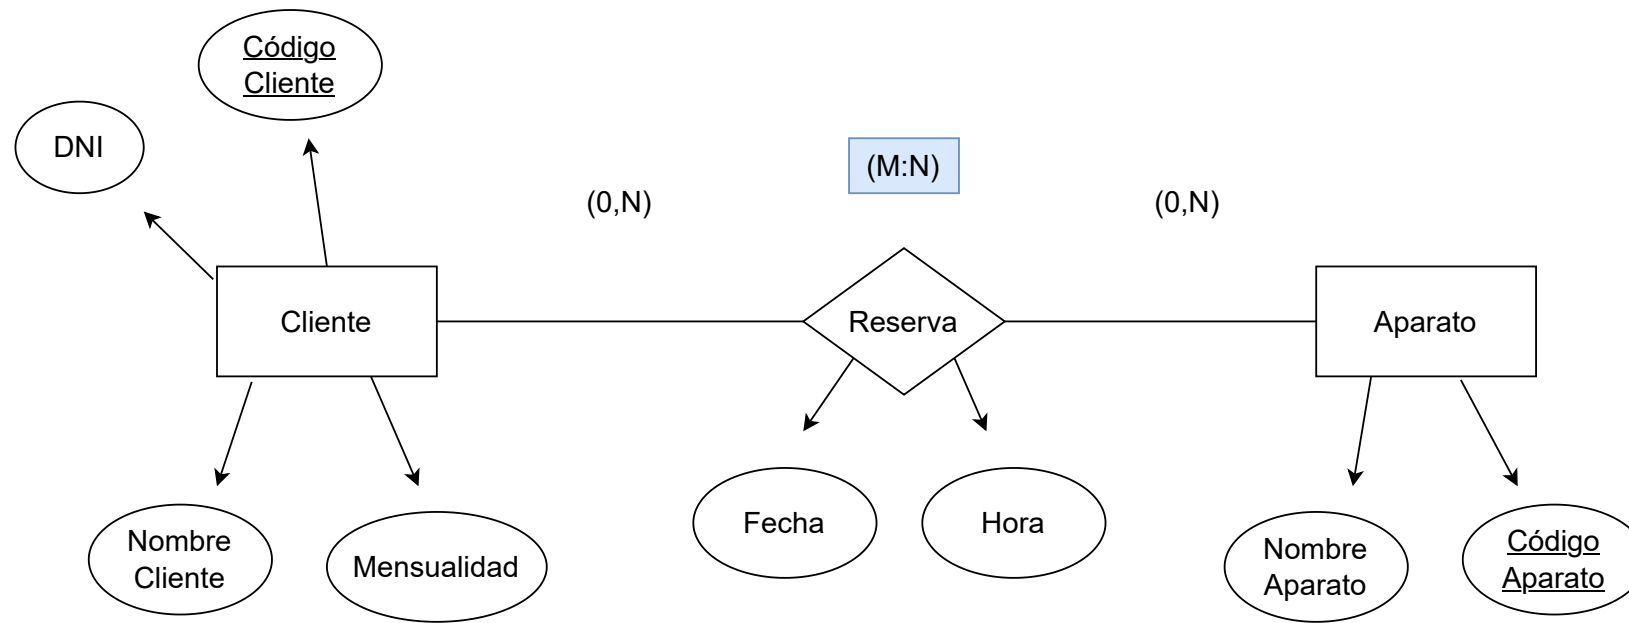 Código
Cliente
DNI
(M:N)
(0,N)
(0,N)
Cliente
Reserva
Aparato
Fecha
Hora
Nombre
Cliente
Mensualidad
Nombre
Aparato
Código
Aparato